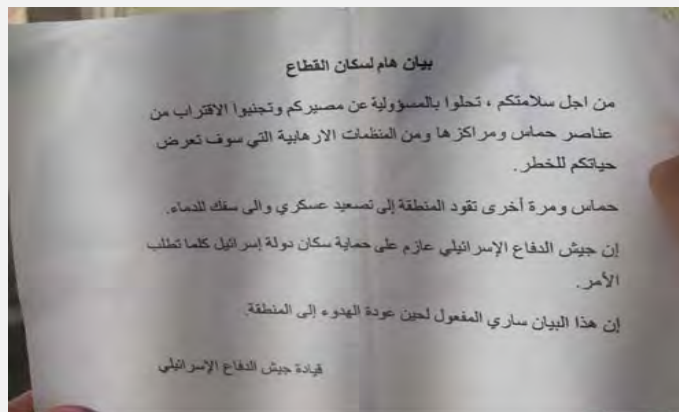 بيان هام لسكان القطاع
من اجل سلامتكم ، تحلوا بالمسؤولية عن مصيركم وتجنبوا الاقتراب من
عناصر حماس ومراكزها ومن المنظمات الارهابية التي سوف تعرض
حياتكم للخطر.
حماس ومرة أخرى تقود المنطقة إلى تصعيد عسكري والى سفك للدماء.
إن جيش الدفاع الإسرائيلي عازم على حماية سكان دولة إسرائيل كلما تطلب
الأمر.
إن هذا البيان ساري المفعول لحين عودة الهدوء إلى المنطقة.
قيادة جيش الدفاع الإسرائيلي